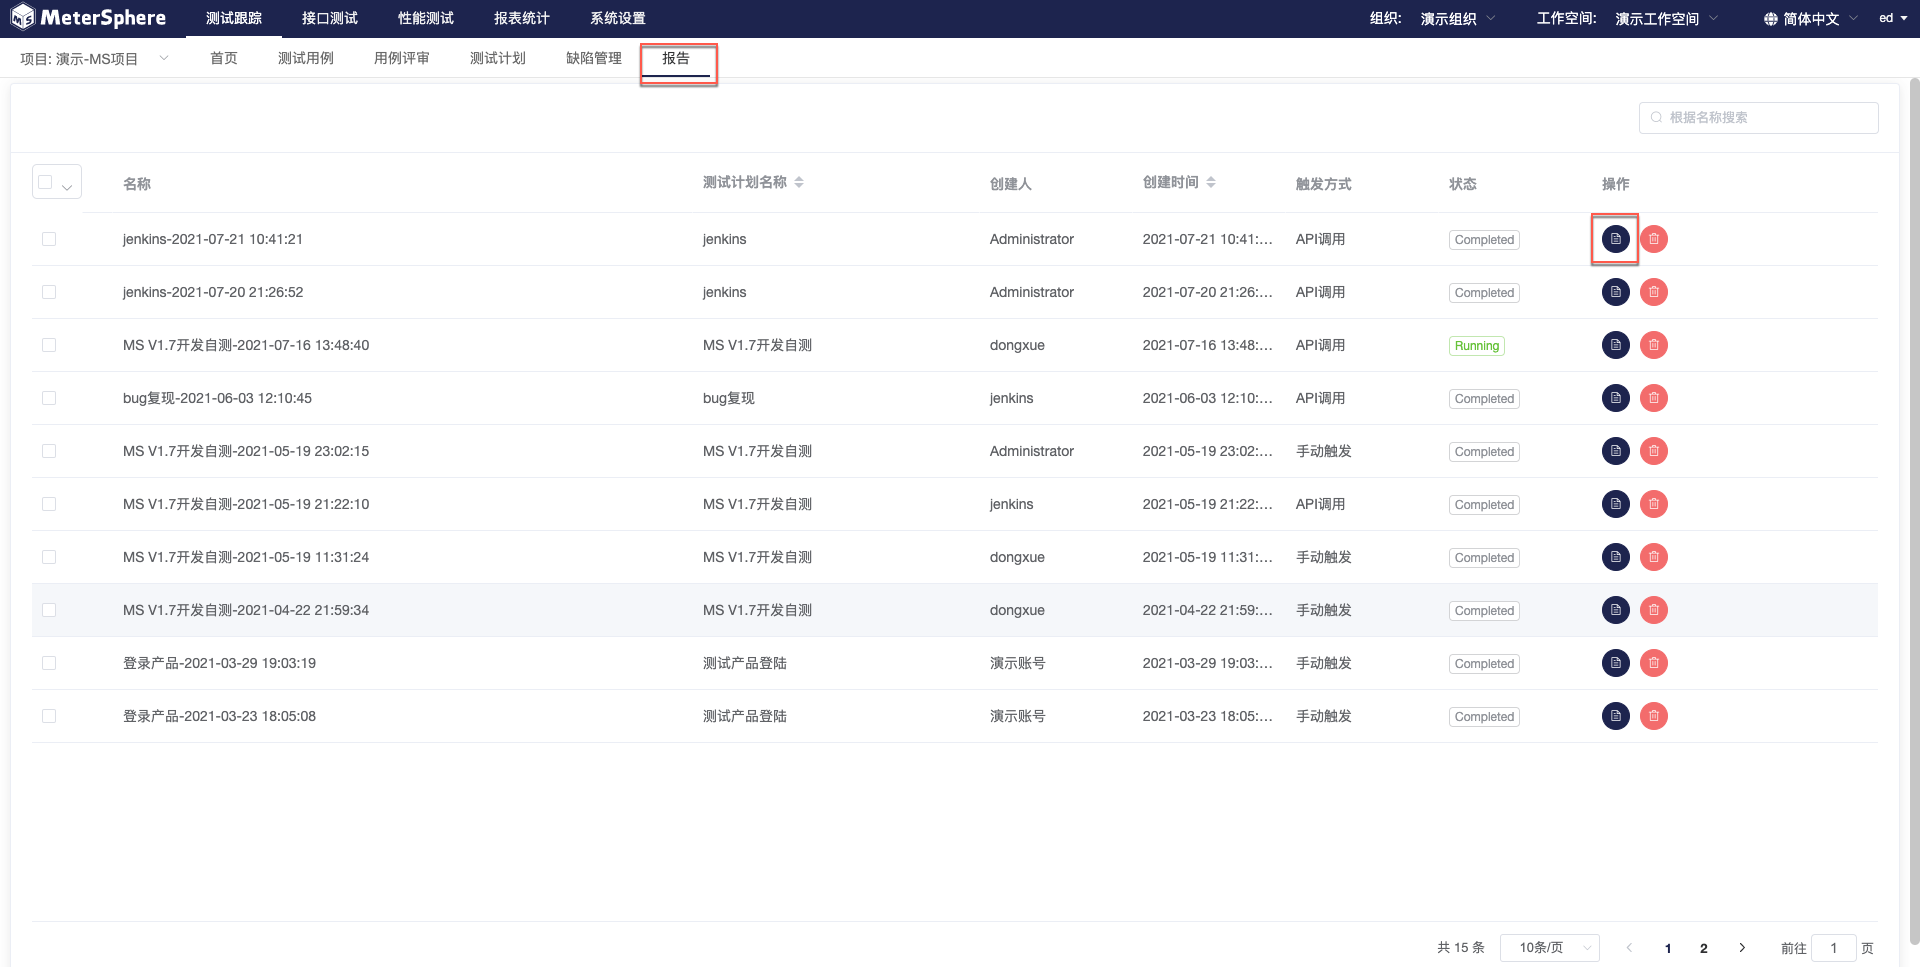 MeterSphere 测试跟踪 接口测试 性能测试 报表统计 系统设置 组织: 演示组织 工作空间: 演示工作空间 简体中文 ed
项目: 演示-MS项目 首页 测试用例 用例评审 测试计划 缺陷管理 报告
根据名称搜索
名称 测试计划名称 创建人 创建时间 触发方式 状态 操作
jenkins-2021-07-21 10:41:21 jenkins Administrator 2021-07-21 10:41:... API调用 Completed
jenkins-2021-07-20 21:26:52 jenkins Administrator 2021-07-20 21:26:... API调用 Completed
MS V1.7开发自测-2021-07-16 13:48:40 MS V1.7开发自测 dongxue 2021-07-16 13:48:... API调用 Running
bug复现-2021-06-03 12:10:45 bug复现 jenkins 2021-06-03 12:10:... API调用 Completed
MS V1.7开发自测-2021-05-19 23:02:15 MS V1.7开发自测 Administrator 2021-05-19 23:02:... 手动触发 Completed
MS V1.7开发自测-2021-05-19 21:22:10 MS V1.7开发自测 jenkins 2021-05-19 21:22:... API调用 Completed
MS V1.7开发自测-2021-05-19 11:31:24 MS V1.7开发自测 dongxue 2021-05-19 11:31:... 手动触发 Completed
MS V1.7开发自测-2021-04-22 21:59:34 MS V1.7开发自测 dongxue 2021-04-22 21:59:... 手动触发 Completed
登录产品-2021-03-29 19:03:19 测试产品登陆 演示账号 2021-03-29 19:03:... 手动触发 Completed
登录产品-2021-03-23 18:05:08 测试产品登陆 演示账号 2021-03-23 18:05:... 手动触发 Completed
共 15 条 10条/页 1 2 前往 1 页